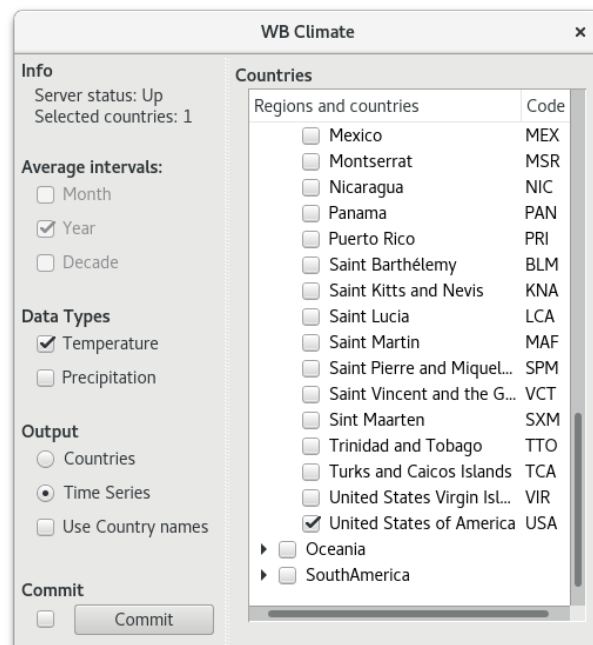 WB Climate ×
Info
Server status: Up
Selected countries: 1
Average intervals:
Month
Year
Decade
Data Types
Temperature
Precipitation
Output
Countries
Time Series
Use Country names
Commit
Commit
Countries
Regions and countries Code
Mexico MEX
Montserrat MSR
Nicaragua NIC
Panama PAN
Puerto Rico PRI
Saint Barthélemy BLM
Saint Kitts and Nevis KNA
Saint Lucia LCA
Saint Martin MAF
Saint Pierre and Miquel... SPM
Saint Vincent and the G... VCT
Sint Maarten SXM
Trinidad and Tobago TTO
Turks and Caicos Islands TCA
United States Virgin Isl... VIR
United States of America USA
Oceania
SouthAmerica